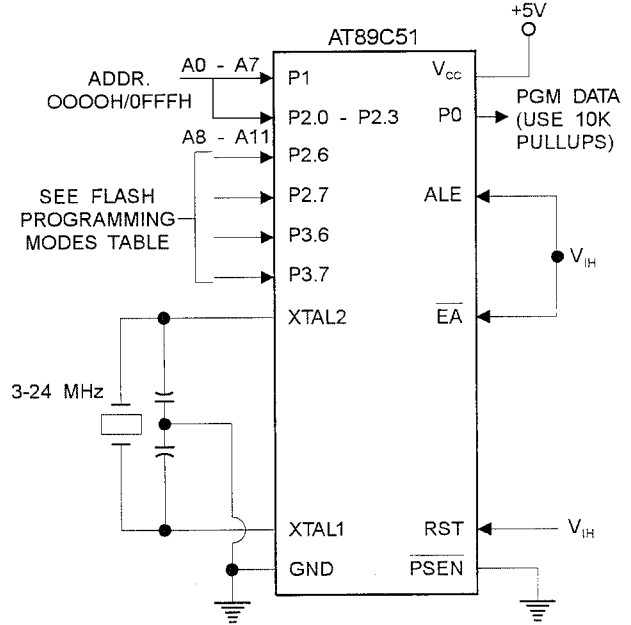 +5V
AT89C51
A0 - A7
ADDR.
OOOOH/0FFFH
P1
VCC
P2.0 - P2.3
P0
PGM DATA
(USE 10K
PULLUPS)
A8 - A11
P2.6
SEE FLASH
PROGRAMMING
MODES TABLE
P2.7
ALE
P3.6
VIH
P3.7
XTAL2
EA
3-24 MHz
XTAL1
RST
VIH
GND
PSEN